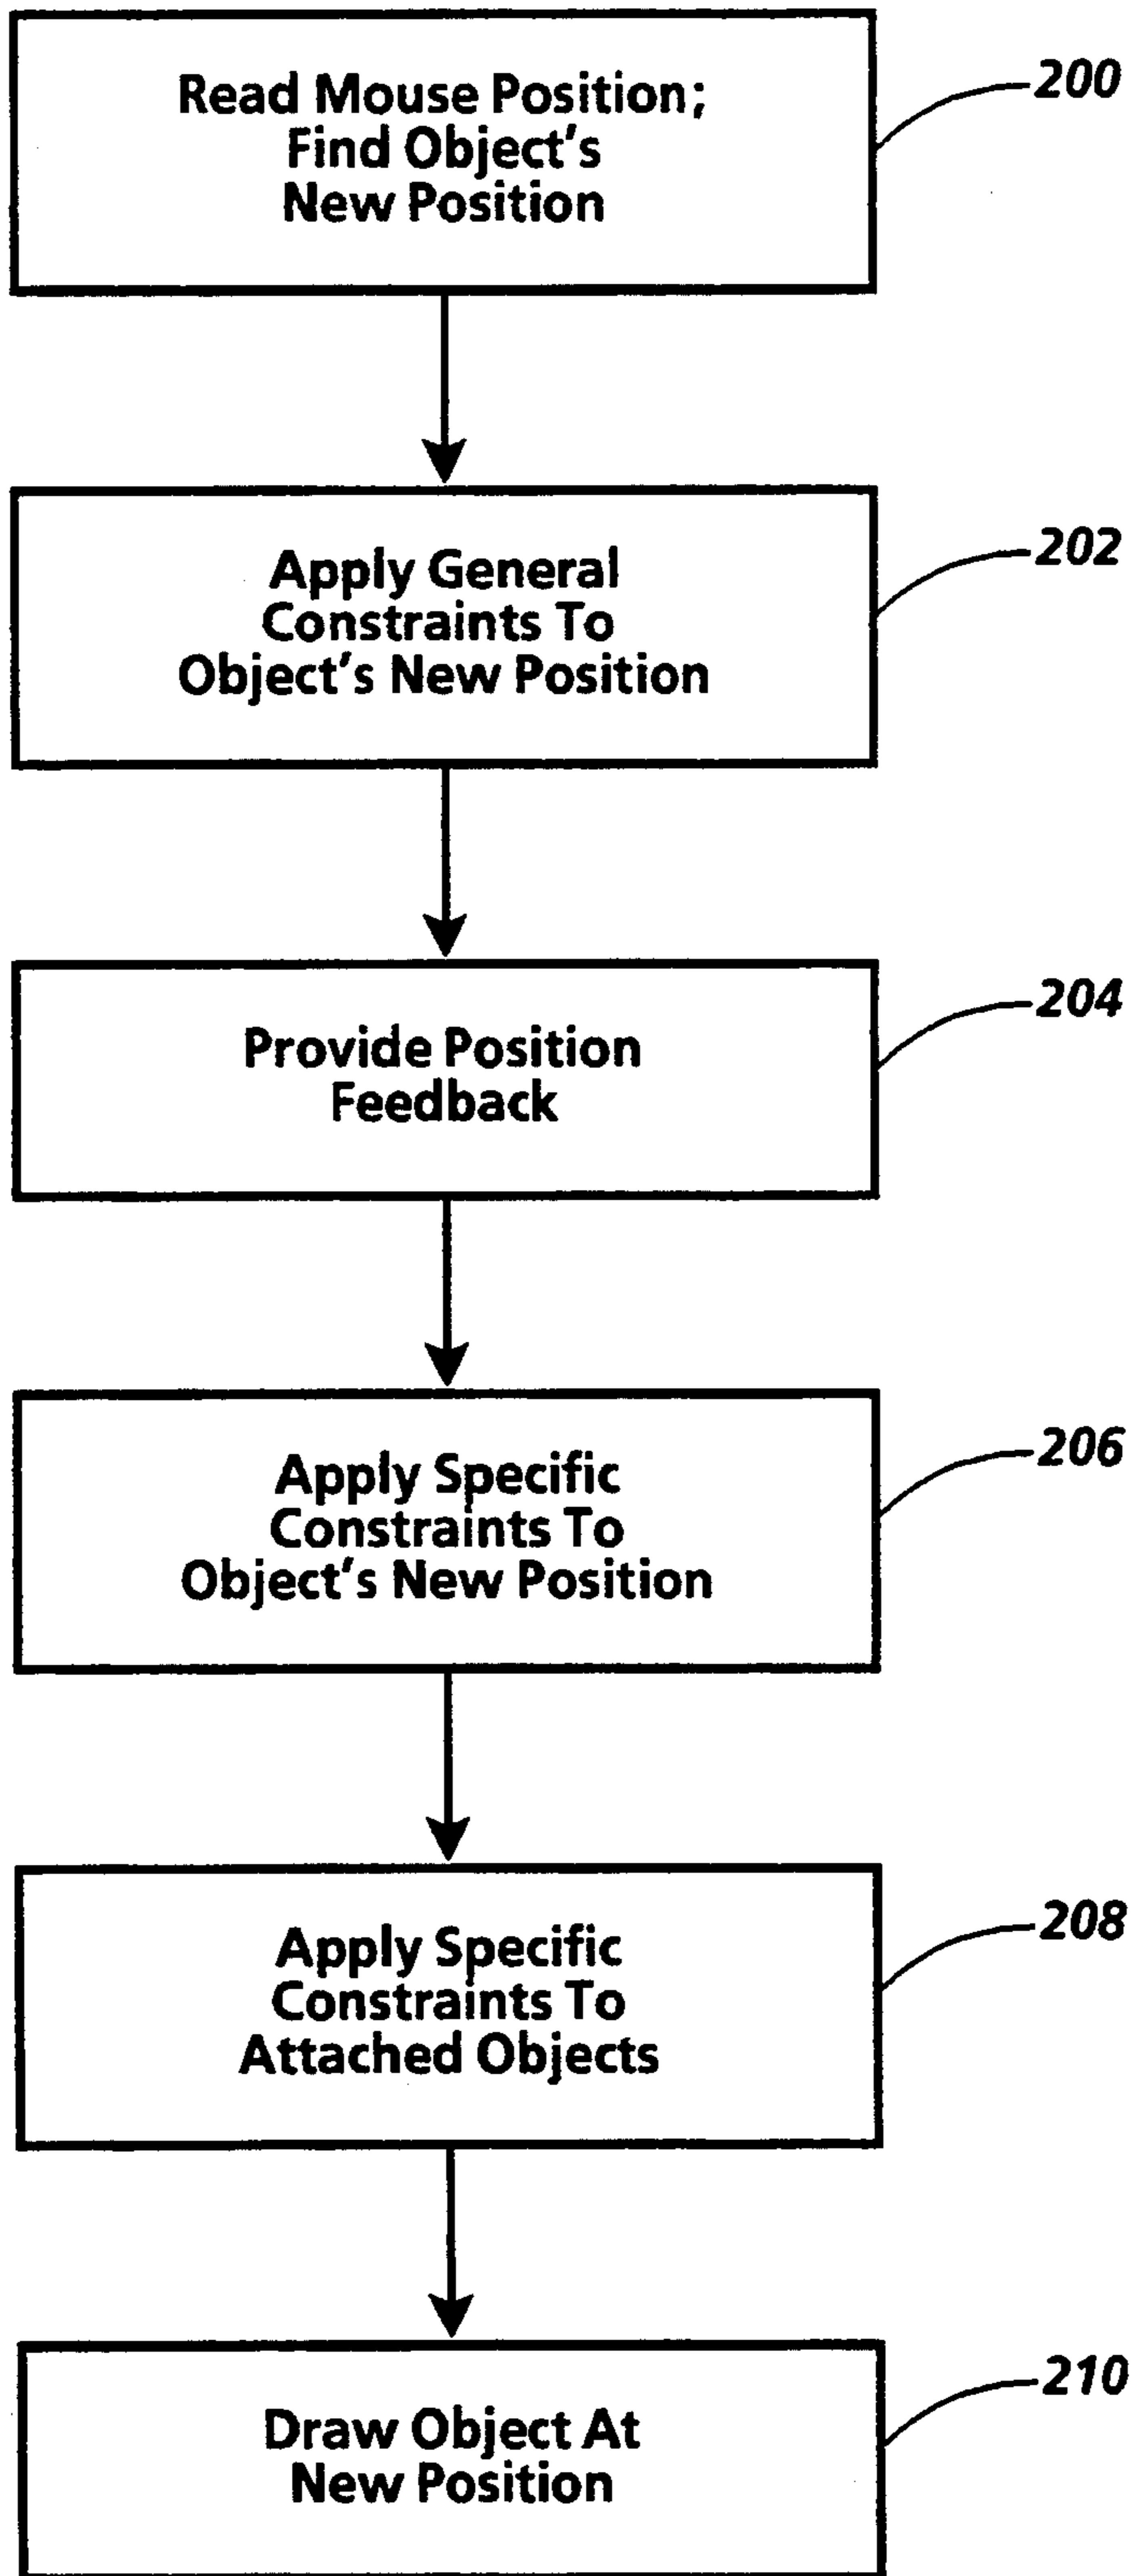 Read Mouse Position;
Find Object's
New Position
200
Apply General
Constraints To
Object's New Position
202
Provide Position
Feedback
204
Apply Specific
Constraints To
Object's New Position
206
Apply Specific
Constraints To
Attached Objects
208
Draw Object At
New Position
210